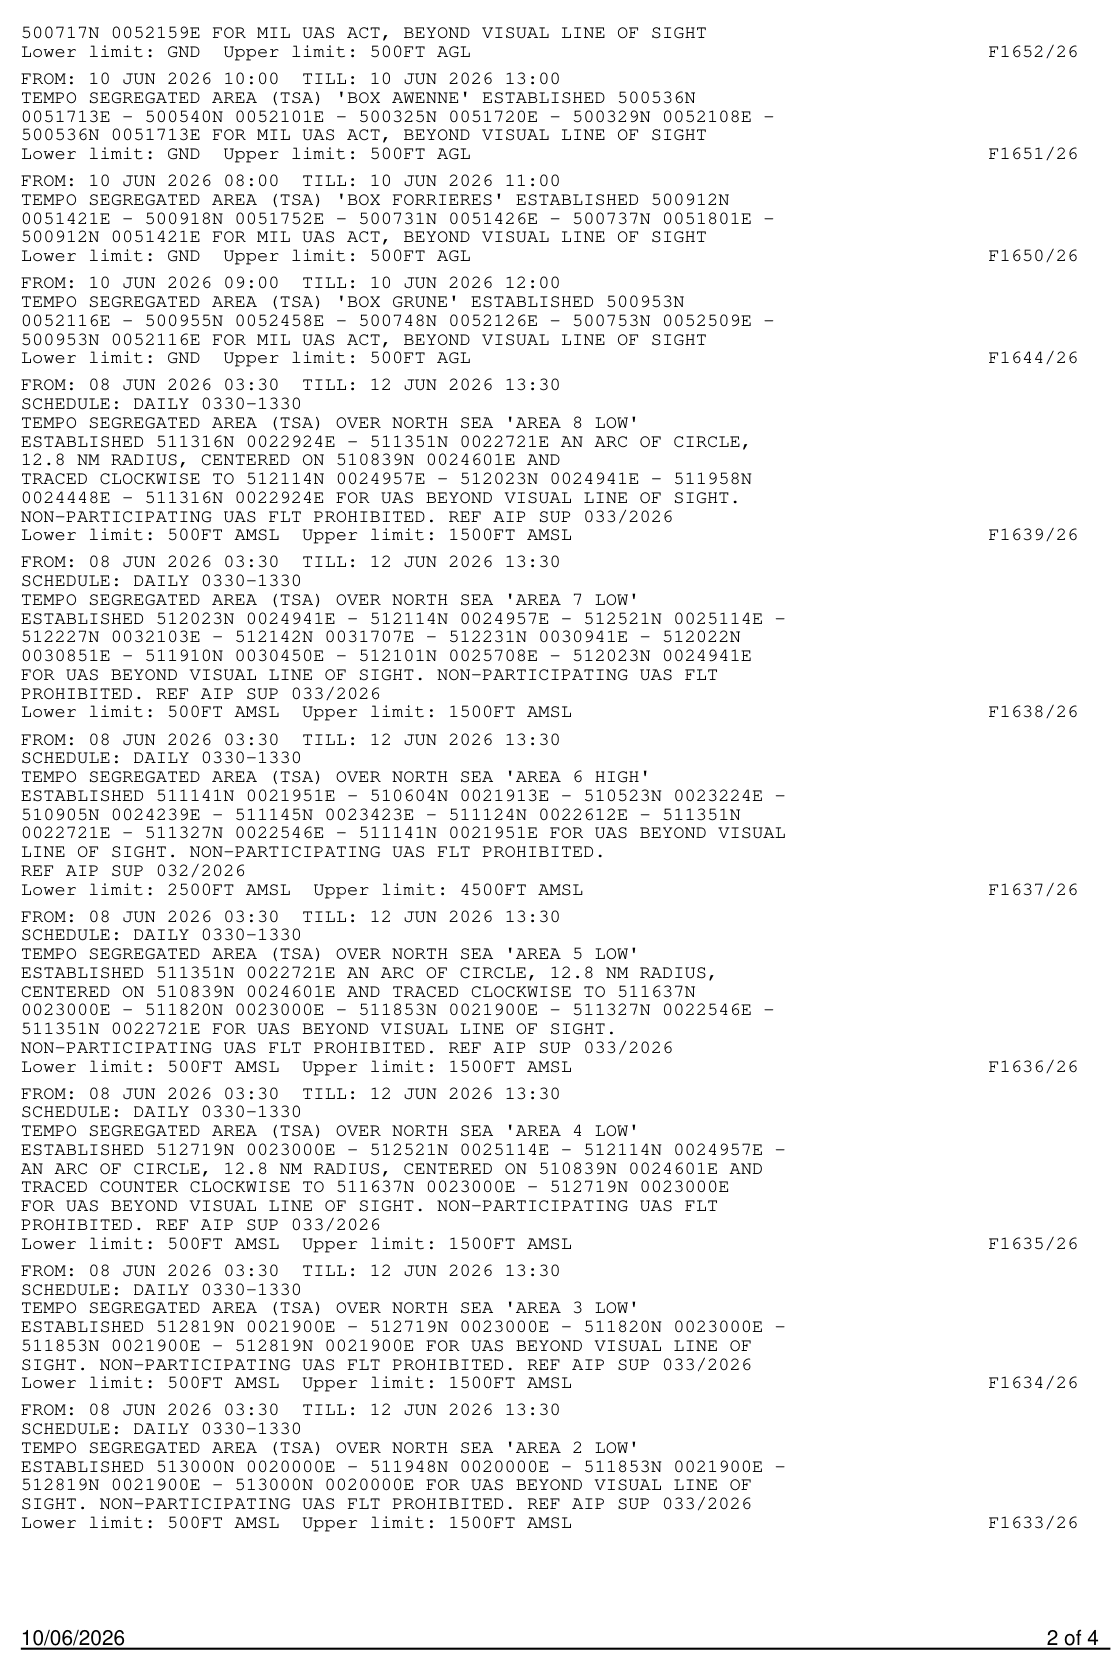 500717N 0052159E FOR MIL UAS ACT, BEYOND VISUAL LINE OF SIGHT
Lower limit: GND  Upper limit: 500FT AGL F1652/26
FROM: 10 JUN 2026 10:00  TILL: 10 JUN 2026 13:00
TEMPO SEGREGATED AREA (TSA) 'BOX AWENNE' ESTABLISHED 500536N
0051713E - 500540N 0052101E - 500325N 0051720E - 500329N 0052108E -
500536N 0051713E FOR MIL UAS ACT, BEYOND VISUAL LINE OF SIGHT
Lower limit: GND  Upper limit: 500FT AGL F1651/26
FROM: 10 JUN 2026 08:00  TILL: 10 JUN 2026 11:00
TEMPO SEGREGATED AREA (TSA) 'BOX FORRIERES' ESTABLISHED 500912N
0051421E - 500918N 0051752E - 500731N 0051426E - 500737N 0051801E -
500912N 0051421E FOR MIL UAS ACT, BEYOND VISUAL LINE OF SIGHT
Lower limit: GND  Upper limit: 500FT AGL F1650/26
FROM: 10 JUN 2026 09:00  TILL: 10 JUN 2026 12:00
TEMPO SEGREGATED AREA (TSA) 'BOX GRUNE' ESTABLISHED 500953N
0052116E - 500955N 0052458E - 500748N 0052126E - 500753N 0052509E -
500953N 0052116E FOR MIL UAS ACT, BEYOND VISUAL LINE OF SIGHT
Lower limit: GND  Upper limit: 500FT AGL F1644/26
FROM: 08 JUN 2026 03:30  TILL: 12 JUN 2026 13:30
SCHEDULE: DAILY 0330-1330
TEMPO SEGREGATED AREA (TSA) OVER NORTH SEA 'AREA 8 LOW'
ESTABLISHED 511316N 0022924E - 511351N 0022721E AN ARC OF CIRCLE,
12.8 NM RADIUS, CENTERED ON 510839N 0024601E AND
TRACED CLOCKWISE TO 512114N 0024957E - 512023N 0024941E - 511958N
0024448E - 511316N 0022924E FOR UAS BEYOND VISUAL LINE OF SIGHT.
NON-PARTICIPATING UAS FLT PROHIBITED. REF AIP SUP 033/2026
Lower limit: 500FT AMSL  Upper limit: 1500FT AMSL F1639/26
FROM: 08 JUN 2026 03:30  TILL: 12 JUN 2026 13:30
SCHEDULE: DAILY 0330-1330
TEMPO SEGREGATED AREA (TSA) OVER NORTH SEA 'AREA 7 LOW'
ESTABLISHED 512023N 0024941E - 512114N 0024957E - 512521N 0025114E -
512227N 0032103E - 512142N 0031707E - 512231N 0030941E - 512022N
0030851E - 511910N 0030450E - 512101N 0025708E - 512023N 0024941E
FOR UAS BEYOND VISUAL LINE OF SIGHT. NON-PARTICIPATING UAS FLT
PROHIBITED. REF AIP SUP 033/2026
Lower limit: 500FT AMSL  Upper limit: 1500FT AMSL F1638/26
FROM: 08 JUN 2026 03:30  TILL: 12 JUN 2026 13:30
SCHEDULE: DAILY 0330-1330
TEMPO SEGREGATED AREA (TSA) OVER NORTH SEA 'AREA 6 HIGH'
ESTABLISHED 511141N 0021951E - 510604N 0021913E - 510523N 0023224E -
510905N 0024239E - 511145N 0023423E - 511124N 0022612E - 511351N
0022721E - 511327N 0022546E - 511141N 0021951E FOR UAS BEYOND VISUAL
LINE OF SIGHT. NON-PARTICIPATING UAS FLT PROHIBITED.
REF AIP SUP 032/2026
Lower limit: 2500FT AMSL  Upper limit: 4500FT AMSL F1637/26
FROM: 08 JUN 2026 03:30  TILL: 12 JUN 2026 13:30
SCHEDULE: DAILY 0330-1330
TEMPO SEGREGATED AREA (TSA) OVER NORTH SEA 'AREA 5 LOW'
ESTABLISHED 511351N 0022721E AN ARC OF CIRCLE, 12.8 NM RADIUS,
CENTERED ON 510839N 0024601E AND TRACED CLOCKWISE TO 511637N
0023000E - 511820N 0023000E - 511853N 0021900E - 511327N 0022546E -
511351N 0022721E FOR UAS BEYOND VISUAL LINE OF SIGHT.
NON-PARTICIPATING UAS FLT PROHIBITED. REF AIP SUP 033/2026
Lower limit: 500FT AMSL  Upper limit: 1500FT AMSL F1636/26
FROM: 08 JUN 2026 03:30  TILL: 12 JUN 2026 13:30
SCHEDULE: DAILY 0330-1330
TEMPO SEGREGATED AREA (TSA) OVER NORTH SEA 'AREA 4 LOW'
ESTABLISHED 512719N 0023000E - 512521N 0025114E - 512114N 0024957E -
AN ARC OF CIRCLE, 12.8 NM RADIUS, CENTERED ON 510839N 0024601E AND
TRACED COUNTER CLOCKWISE TO 511637N 0023000E - 512719N 0023000E
FOR UAS BEYOND VISUAL LINE OF SIGHT. NON-PARTICIPATING UAS FLT
PROHIBITED. REF AIP SUP 033/2026
Lower limit: 500FT AMSL  Upper limit: 1500FT AMSL F1635/26
FROM: 08 JUN 2026 03:30  TILL: 12 JUN 2026 13:30
SCHEDULE: DAILY 0330-1330
TEMPO SEGREGATED AREA (TSA) OVER NORTH SEA 'AREA 3 LOW'
ESTABLISHED 512819N 0021900E - 512719N 0023000E - 511820N 0023000E -
511853N 0021900E - 512819N 0021900E FOR UAS BEYOND VISUAL LINE OF
SIGHT. NON-PARTICIPATING UAS FLT PROHIBITED. REF AIP SUP 033/2026
Lower limit: 500FT AMSL  Upper limit: 1500FT AMSL F1634/26
FROM: 08 JUN 2026 03:30  TILL: 12 JUN 2026 13:30
SCHEDULE: DAILY 0330-1330
TEMPO SEGREGATED AREA (TSA) OVER NORTH SEA 'AREA 2 LOW'
ESTABLISHED 513000N 0020000E - 511948N 0020000E - 511853N 0021900E -
512819N 0021900E - 513000N 0020000E FOR UAS BEYOND VISUAL LINE OF
SIGHT. NON-PARTICIPATING UAS FLT PROHIBITED. REF AIP SUP 033/2026
Lower limit: 500FT AMSL  Upper limit: 1500FT AMSL F1633/26
10/06/2026 2 of 4